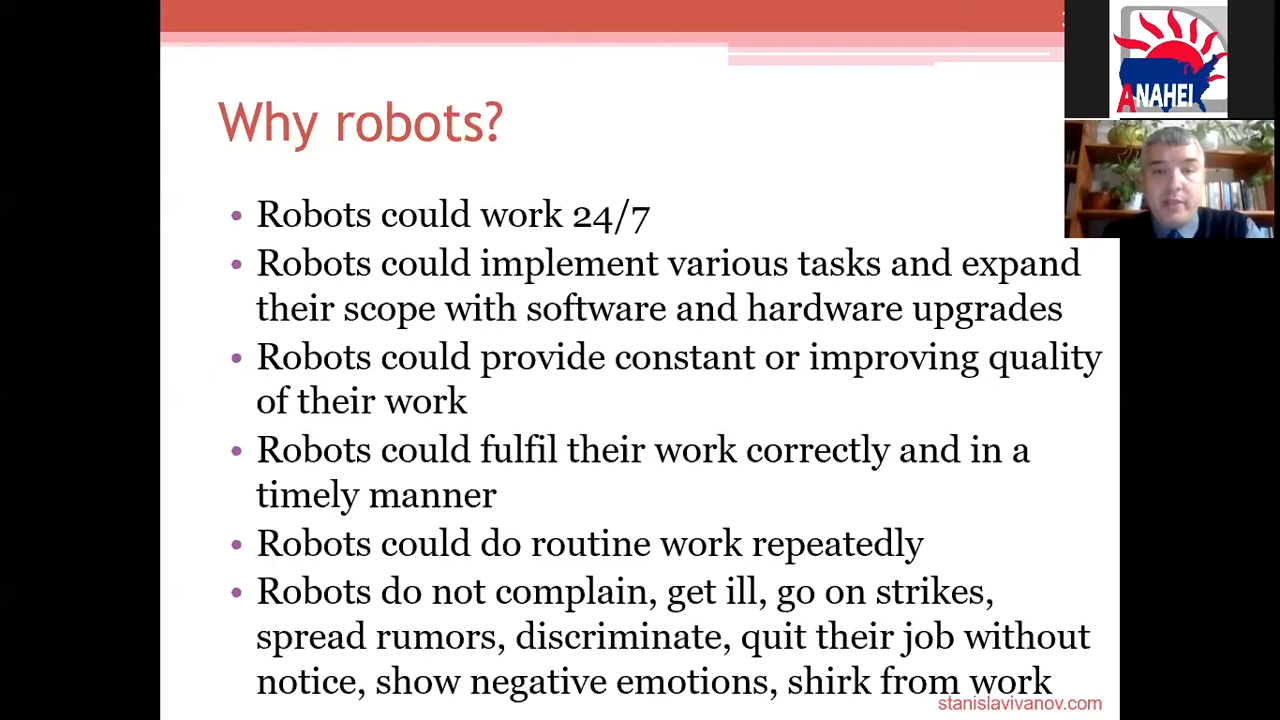 Why robots?
ANAHEI
• Robots could work 24/7
• Robots could implement various tasks and expand
their scope with software and hardware upgrades
• Robots could provide constant or improving quality
of their work
• Robots could fulfil their work correctly and in a
timely manner
• Robots could do routine work repeatedly
• Robots do not complain, get ill, go on strikes,
spread rumors, discriminate, quit their job without
notice, show negative emotions, shirk from work
stanislavivanov.com